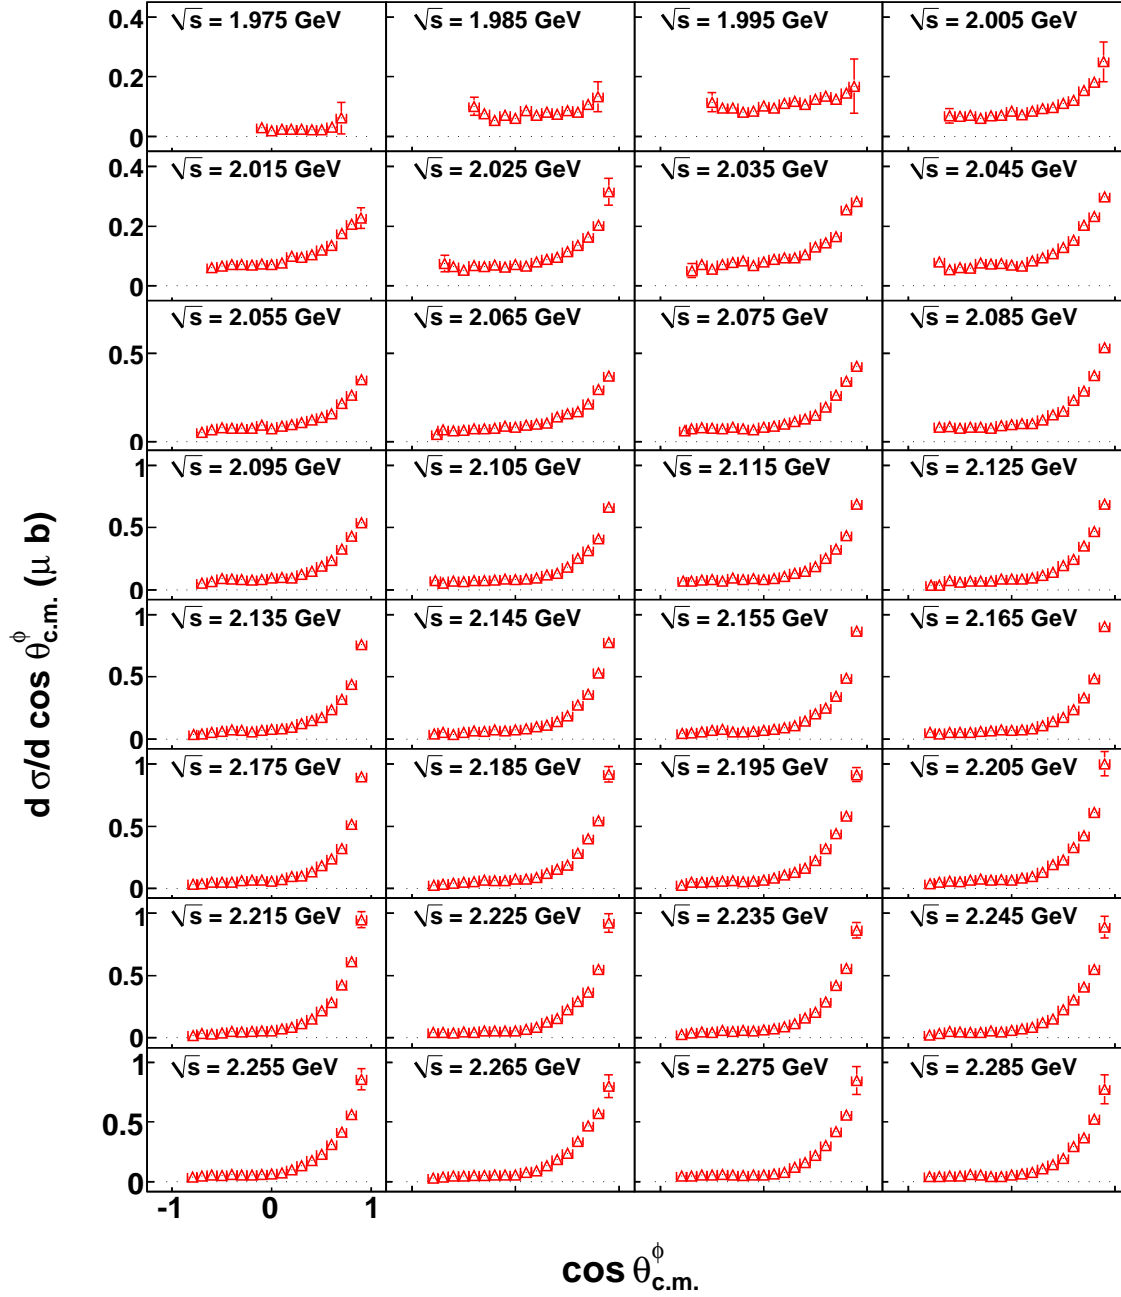 0.4 √s = 1.975 GeV √s = 1.985 GeV √s = 1.995 GeV √s = 2.005 GeV
0.2
0
0.4 √s = 2.015 GeV √s = 2.025 GeV √s = 2.035 GeV √s = 2.045 GeV
0.2
0
√s = 2.055 GeV √s = 2.065 GeV √s = 2.075 GeV √s = 2.085 GeV
0.5
0
1 √s = 2.095 GeV √s = 2.105 GeV √s = 2.115 GeV √s = 2.125 GeV
0.5
0
1 √s = 2.135 GeV √s = 2.145 GeV √s = 2.155 GeV √s = 2.165 GeV
0.5
0
1 √s = 2.175 GeV √s = 2.185 GeV √s = 2.195 GeV √s = 2.205 GeV
0.5
0
1 √s = 2.215 GeV √s = 2.225 GeV √s = 2.235 GeV √s = 2.245 GeV
0.5
0
1 √s = 2.255 GeV √s = 2.265 GeV √s = 2.275 GeV √s = 2.285 GeV
0.5
0
-1 0 1
d σ/d cos θ^ϕ_c.m. (μ b)
cos θ^ϕ_c.m.